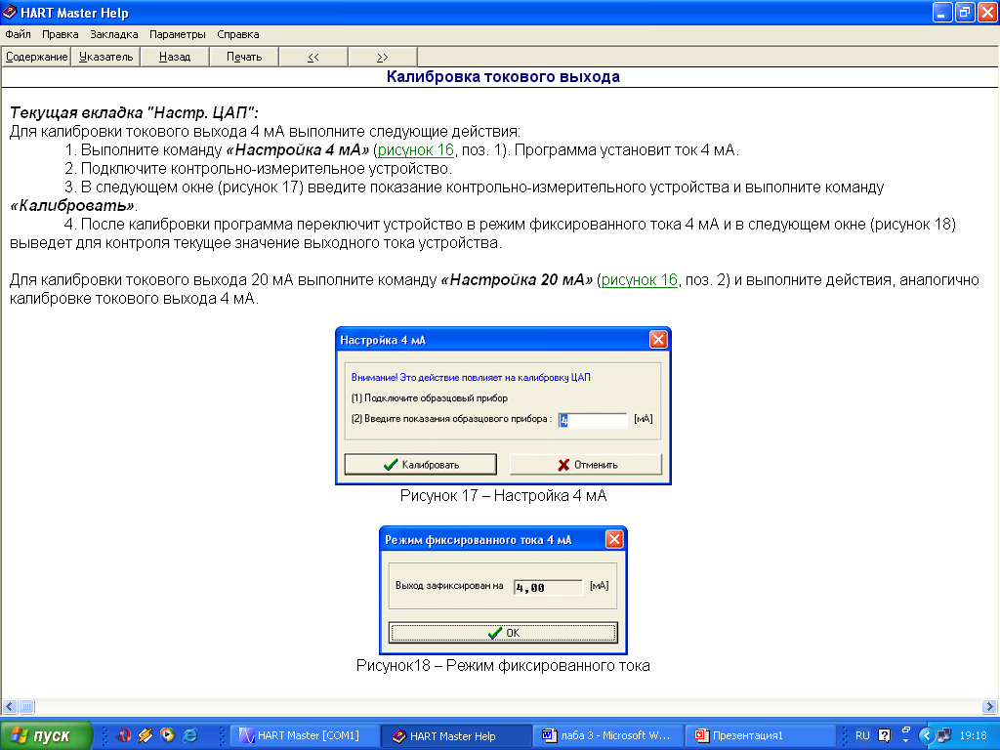 HART Master Help
Файл Правка Закладка Параметры Справка
Содержание Указатель Назад Печать << >>
Калибровка токового выхода
Текущая вкладка "Настр. ЦАП":
Для калибровки токового выхода 4 мА выполните следующие действия:
1. Выполните команду «Настройка 4 мА» (рисунок 16, поз. 1). Программа установит ток 4 мА.
2. Подключите контрольно-измерительное устройство.
3. В следующем окне (рисунок 17) введите показание контрольно-измерительного устройства и выполните команду
«Калибровать».
4. После калибровки программа переключит устройство в режим фиксированного тока 4 мА и в следующем окне (рисунок 18)
выведет для контроля текущее значение выходного тока устройства.
Для калибровки токового выхода 20 мА выполните команду «Настройка 20 мА» (рисунок 16, поз. 2) и выполните действия, аналогично
калибровке токового выхода 4 мА.
Настройка 4 мА
Внимание! Это действие повлияет на калибровку ЦАП
(1) Подключите образцовый прибор
(2) Введите показания образцового прибора : 4 [мА]
Калибровать Отменить
Рисунок 17 – Настройка 4 мА
Режим фиксированного тока 4 мА
Выход зафиксирован на 4,00 [мА]
OK
Рисунок18 – Режим фиксированного тока
пуск HART Master [COM1] HART Master Help лаба 3 - Microsoft W... Презентация1 RU 19:18